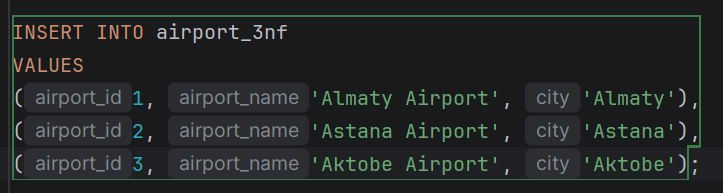 INSERT INTO airport_3nf
VALUES
( airport_id 1, airport_name 'Almaty Airport', city 'Almaty'),
( airport_id 2, airport_name 'Astana Airport', city 'Astana'),
( airport_id 3, airport_name 'Aktobe Airport', city 'Aktobe');